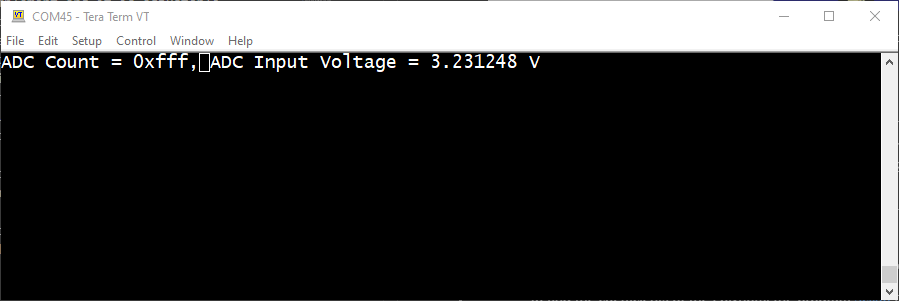 COM45 - Tera Term VT
File Edit Setup Control Window Help
ADC Count = 0xfff, ADC Input Voltage = 3.231248 V